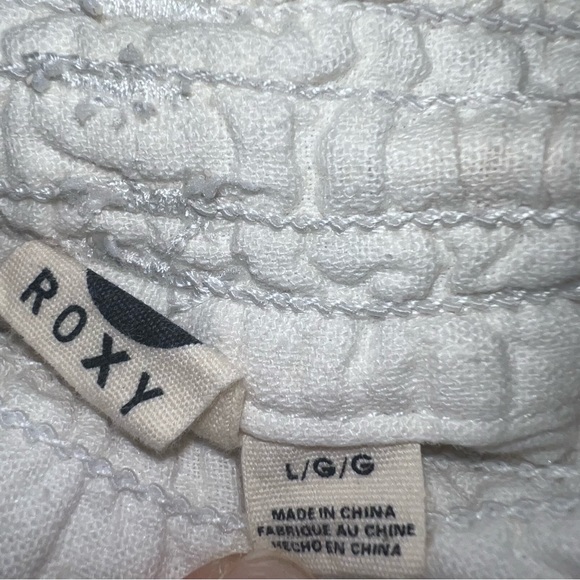 ROXY
L/G/G
MADE IN CHINA
FABRIQUE AU CHINE
HECHO EN CHINA